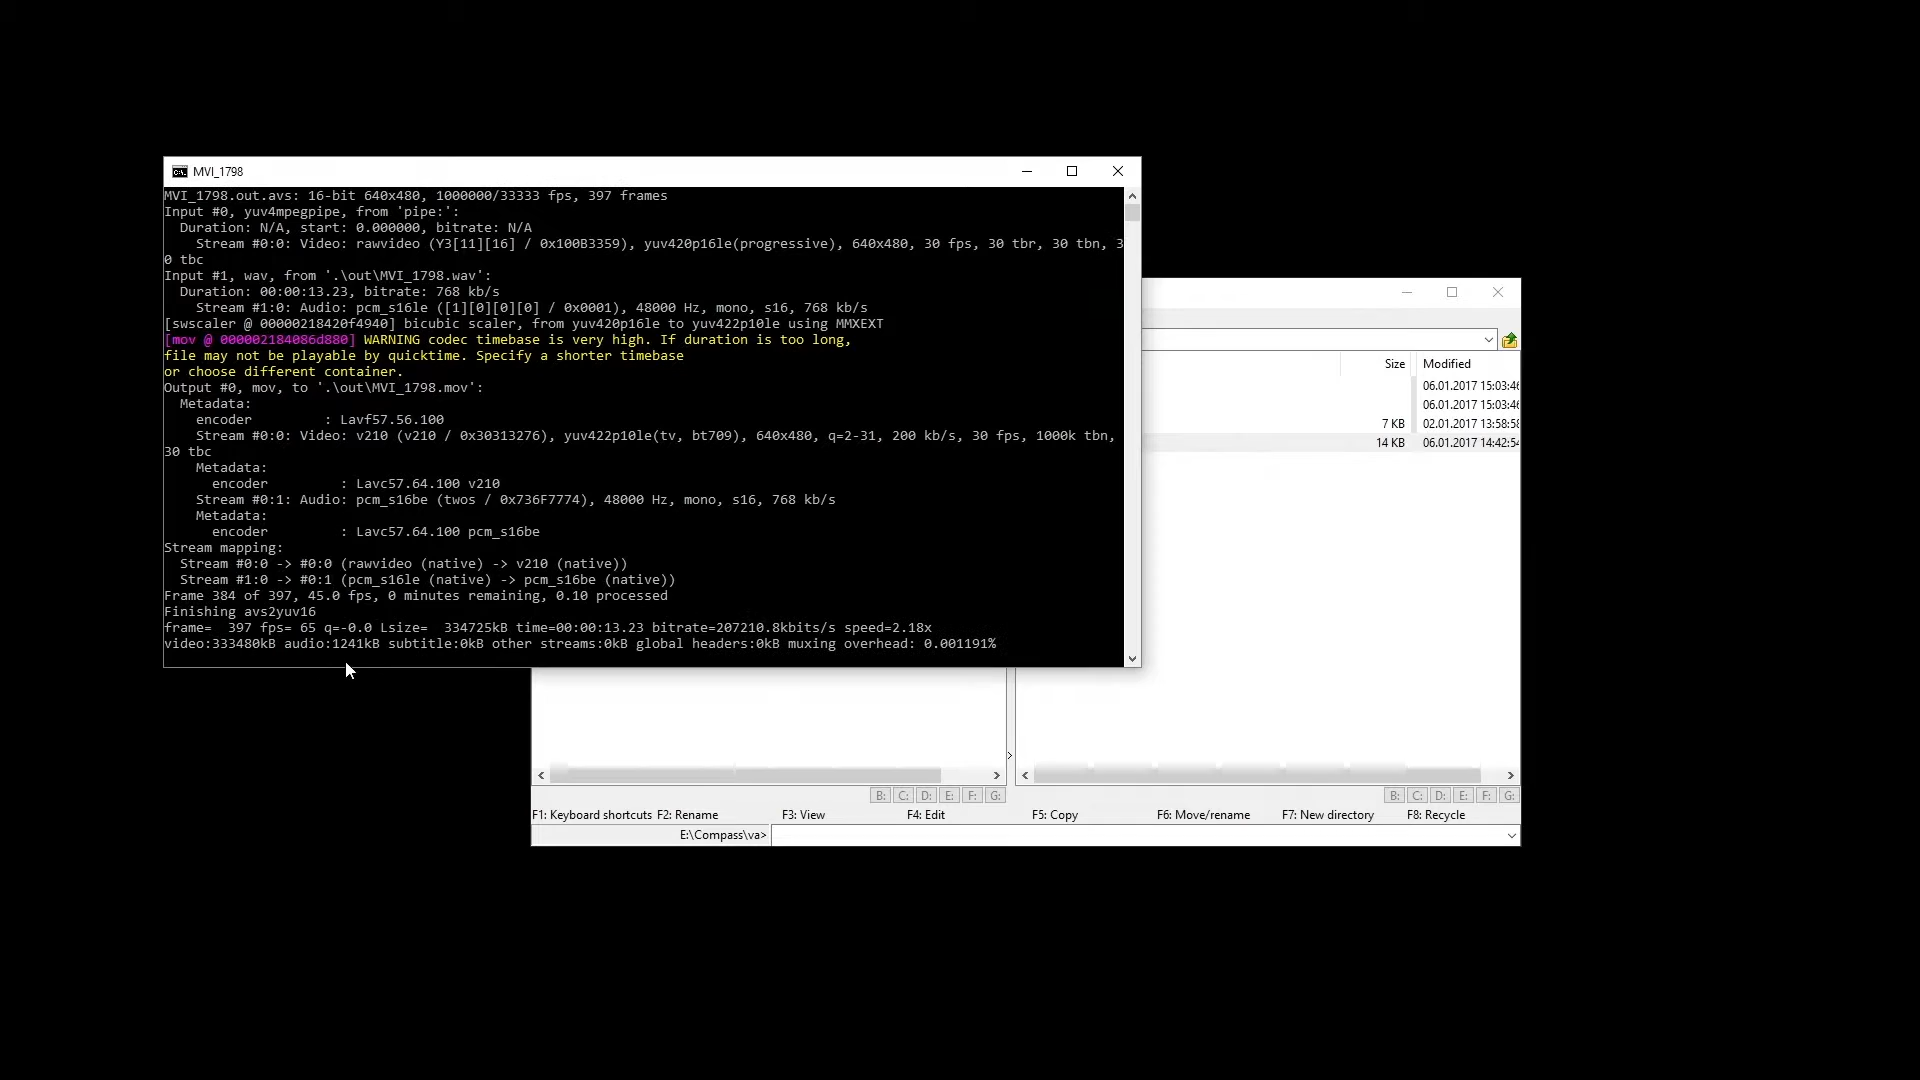 MVI_1798
MVI_1798.out.avs: 16-bit 640x480, 1000000/33333 fps, 397 frames
Input #0, yuv4mpegpipe, from 'pipe:':
Duration: N/A, start: 0.000000, bitrate: N/A
Stream #0:0: Video: rawvideo (Y3[11][16] / 0x100B3359), yuv420p16le(progressive), 640x480, 30 fps, 30 tbr, 30 tbn, 3
0 tbc
Input #1, wav, from '.\out\MVI_1798.wav':
Duration: 00:00:13.23, bitrate: 768 kb/s
Stream #1:0: Audio: pcm_s16le ([1][0][0][0] / 0x0001), 48000 Hz, mono, s16, 768 kb/s
[swscaler @ 00000218420f4940] bicubic scaler, from yuv420p16le to yuv422p10le using MMXEXT
[mov @ 000002184086d880] WARNING codec timebase is very high. If duration is too long,
file may not be playable by quicktime. Specify a shorter timebase
or choose different container.
Output #0, mov, to '.\out\MVI_1798.mov':
Metadata:
encoder : Lavf57.56.100
Stream #0:0: Video: v210 (v210 / 0x30313276), yuv422p10le(tv, bt709), 640x480, q=2-31, 200 kb/s, 30 fps, 1000k tbn,
30 tbc
Metadata:
encoder : Lavc57.64.100 v210
Stream #0:1: Audio: pcm_s16be (twos / 0x736F7774), 48000 Hz, mono, s16, 768 kb/s
Metadata:
encoder : Lavc57.64.100 pcm_s16be
Stream mapping:
Stream #0:0 -> #0:0 (rawvideo (native) -> v210 (native))
Stream #1:0 -> #0:1 (pcm_s16le (native) -> pcm_s16be (native))
Frame 384 of 397, 45.0 fps, 0 minutes remaining, 0.10 processed
Finishing avs2yuv16
frame= 397 fps= 65 q=-0.0 Lsize= 334725kB time=00:00:13.23 bitrate=207210.8kbits/s speed=2.18x
video:333480kB audio:1241kB subtitle:0kB other streams:0kB global headers:0kB muxing overhead: 0.001191%
Size Modified
06.01.2017 15:03:46
06.01.2017 15:03:46
7 KB 02.01.2017 13:58:58
14 KB 06.01.2017 14:42:54
B: C: D: E: F: G: B: C: D: E: F: G:
F1: Keyboard shortcuts F2: Rename F3: View F4: Edit F5: Copy F6: Move/rename F7: New directory F8: Recycle
E:\Compass\va>